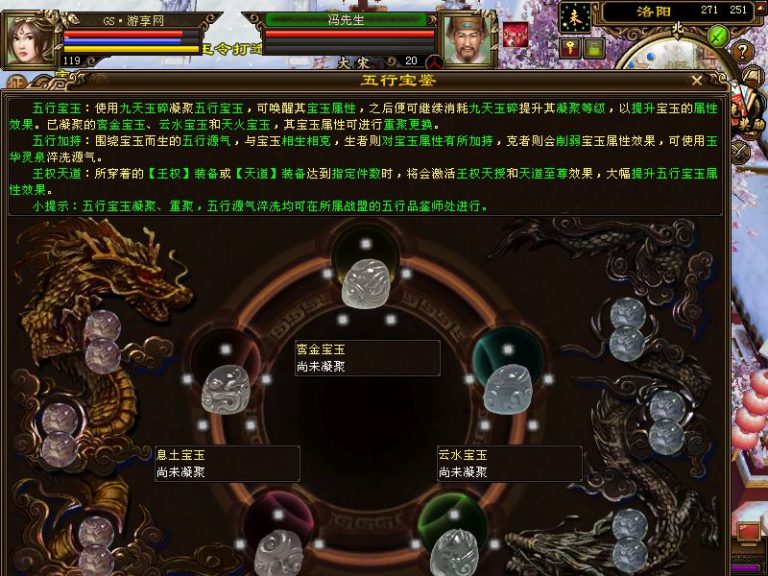 GS·游享网
冯先生
洛阳
271 251
未
北
大宋
119
20
五行宝鉴
五行宝玉：使用九天玉碎凝聚五行宝玉，可唤醒其宝玉属性，之后便可继续消耗九天玉碎提升其凝聚等级，以提升宝玉的属性
效果。已凝聚的銮金宝玉、云水宝玉和天火宝玉，其宝玉属性可进行重聚更换。
五行加持：围绕宝玉而生的五行源气，与宝玉相生相克，生者则对宝玉属性有所加持，克者则会削弱宝玉属性效果，可使用玉
华灵泉淬洗源气。
王权天道：所穿着的【王权】装备或【天道】装备达到指定件数时，将会激活王权天授和天道至尊效果，大幅提升五行宝玉属
性效果。
小提示：五行宝玉凝聚、重聚，五行源气淬洗均可在所属战盟的五行品鉴师处进行。
銮金宝玉
尚未凝聚
息土宝玉
尚未凝聚
云水宝玉
尚未凝聚